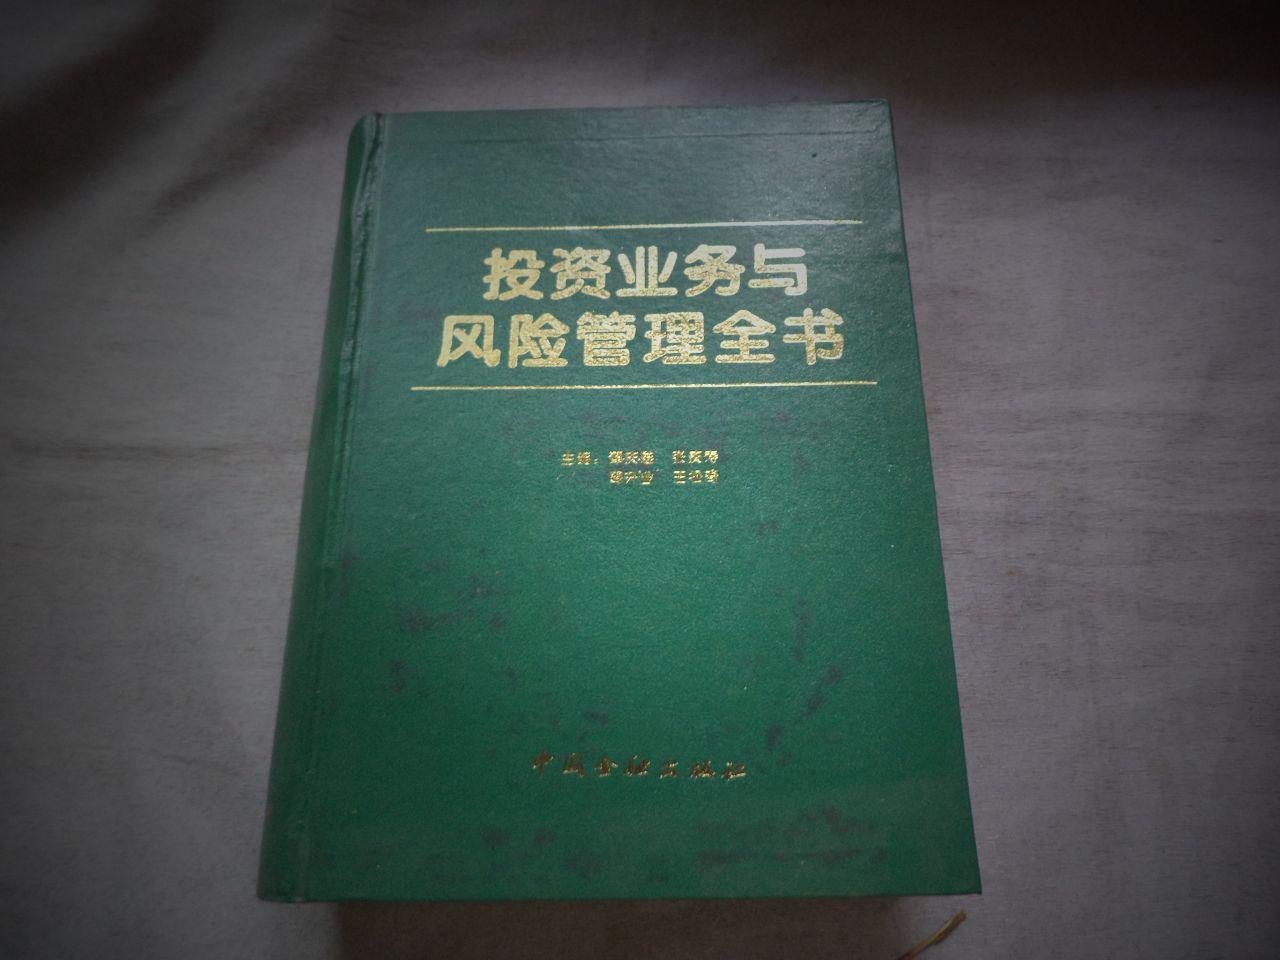 投资业务与
风险管理全书
主编：
中国金融出版社